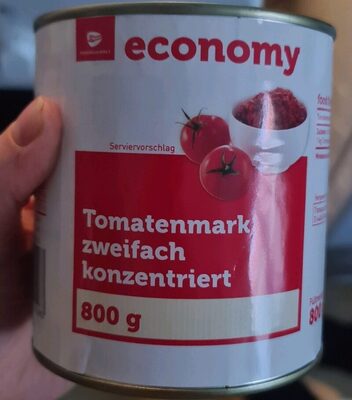 economy
Serviervorschlag
Tomatenmark,
zweifach
konzentriert
800 g